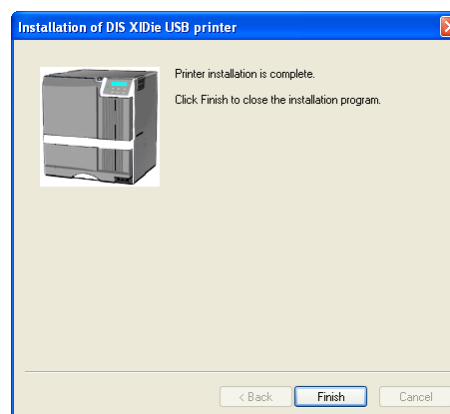 Installation of DIS XIDie USB printer
Printer installation is complete.
Click Finish to close the installation program.
< Back
Finish
Cancel